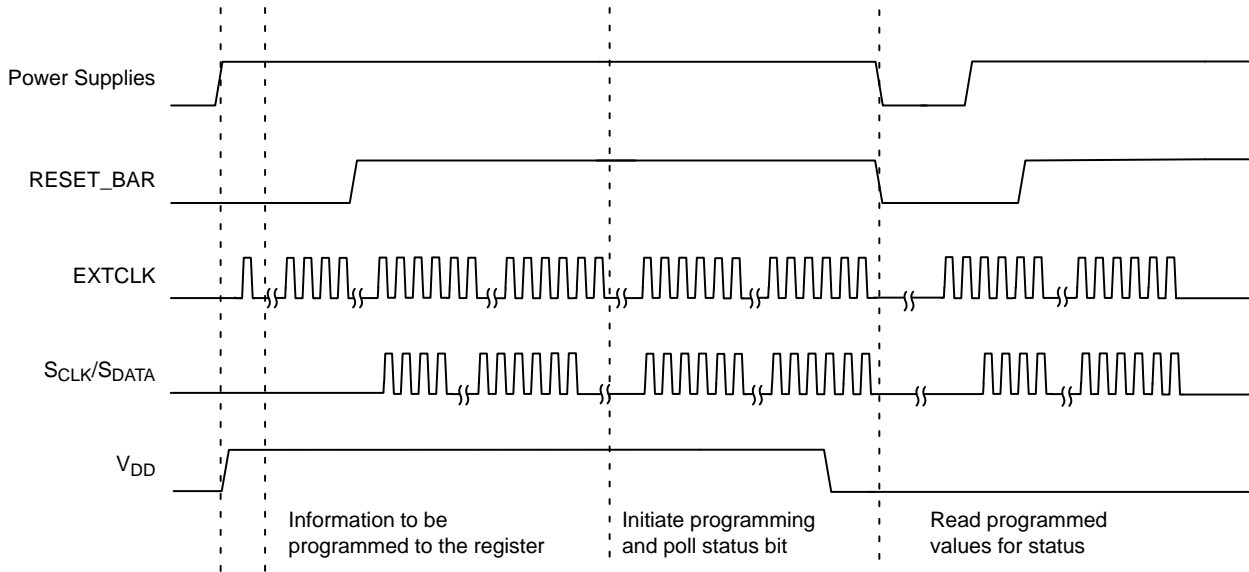 Power Supplies
RESET_BAR
EXTCLK
SCLK/SDATA
VDD
Information to be
programmed to the register
Initiate programming
and poll status bit
Read programmed
values for status